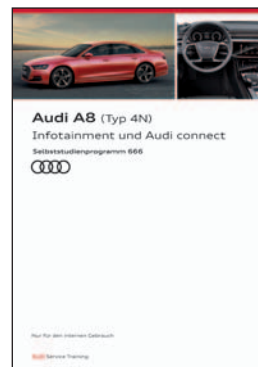 Audi A8 (Typ 4N)
Infotainment und Audi connect
Selbststudienprogramm 666
Nur für den internen Gebrauch
Audi Service Training